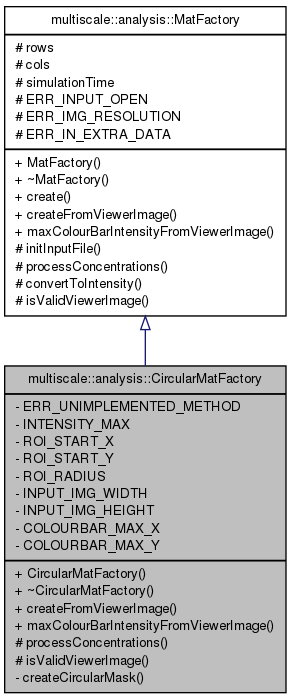 multiscale::analysis::MatFactory
# rows
# cols
# simulationTime
# ERR_INPUT_OPEN
# ERR_IMG_RESOLUTION
# ERR_IN_EXTRA_DATA
+ MatFactory()
+ ~MatFactory()
+ create()
+ createFromViewerImage()
+ maxColourBarIntensityFromViewerImage()
# initInputFile()
# processConcentrations()
# convertToIntensity()
# isValidViewerImage()
multiscale::analysis::CircularMatFactory
- ERR_UNIMPLEMENTED_METHOD
- INTENSITY_MAX
- ROI_START_X
- ROI_START_Y
- ROI_RADIUS
- INPUT_IMG_WIDTH
- INPUT_IMG_HEIGHT
- COLOURBAR_MAX_X
- COLOURBAR_MAX_Y
+ CircularMatFactory()
+ ~CircularMatFactory()
+ createFromViewerImage()
+ maxColourBarIntensityFromViewerImage()
# processConcentrations()
# isValidViewerImage()
- createCircularMask()